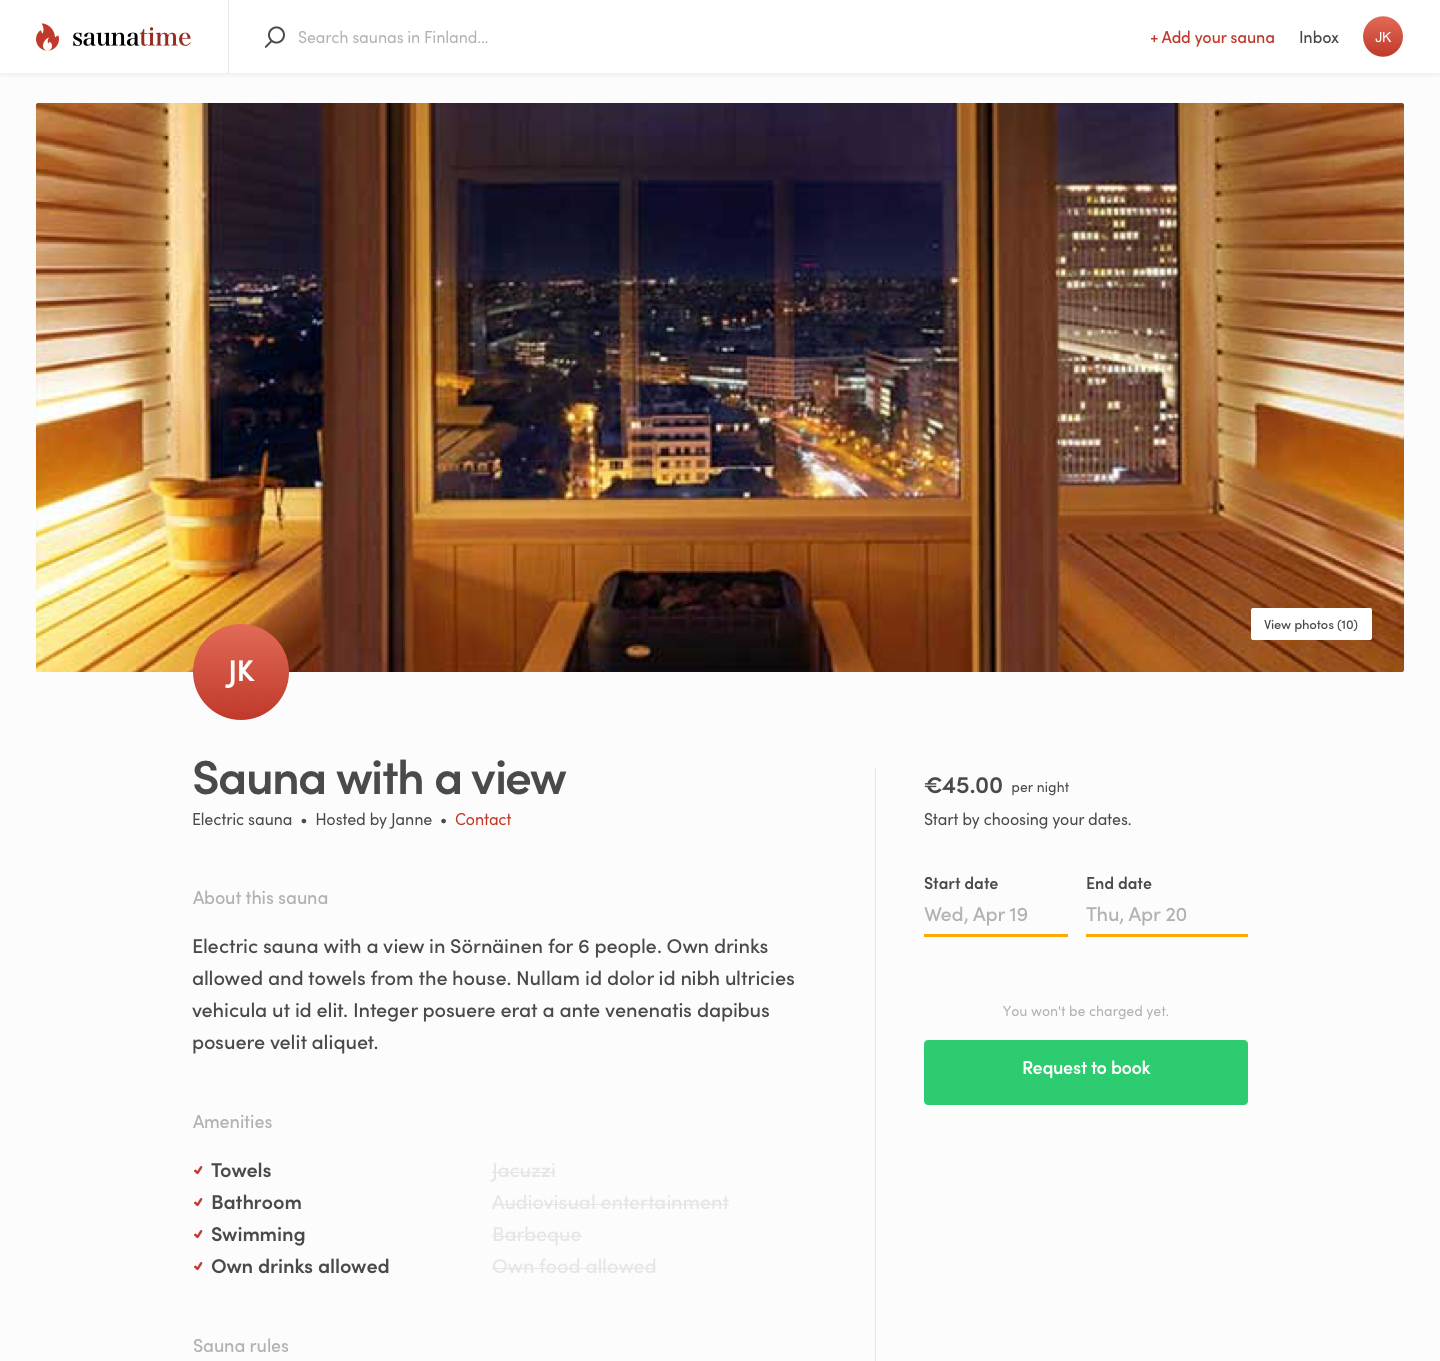 saunatime
Search saunas in Finland...
+ Add your sauna
Inbox
JK
View photos (10)
JK
Sauna with a view
Electric sauna • Hosted by Janne • Contact
About this sauna
Electric sauna with a view in Sörnäinen for 6 people. Own drinks
allowed and towels from the house. Nullam id dolor id nibh ultricies
vehicula ut id elit. Integer posuere erat a ante venenatis dapibus
posuere velit aliquet.
Amenities
Towels
Bathroom
Swimming
Own drinks allowed
Jacuzzi
Audiovisual entertainment
Barbeque
Own food allowed
Sauna rules
€45.00 per night
Start by choosing your dates.
Start date
Wed, Apr 19
End date
Thu, Apr 20
You won't be charged yet.
Request to book